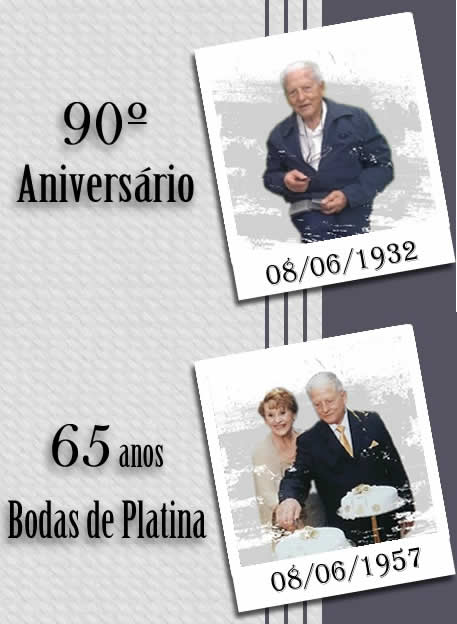 90º
Aniversário
08/06/1932
65 anos
Bodas de Platina
08/06/1957